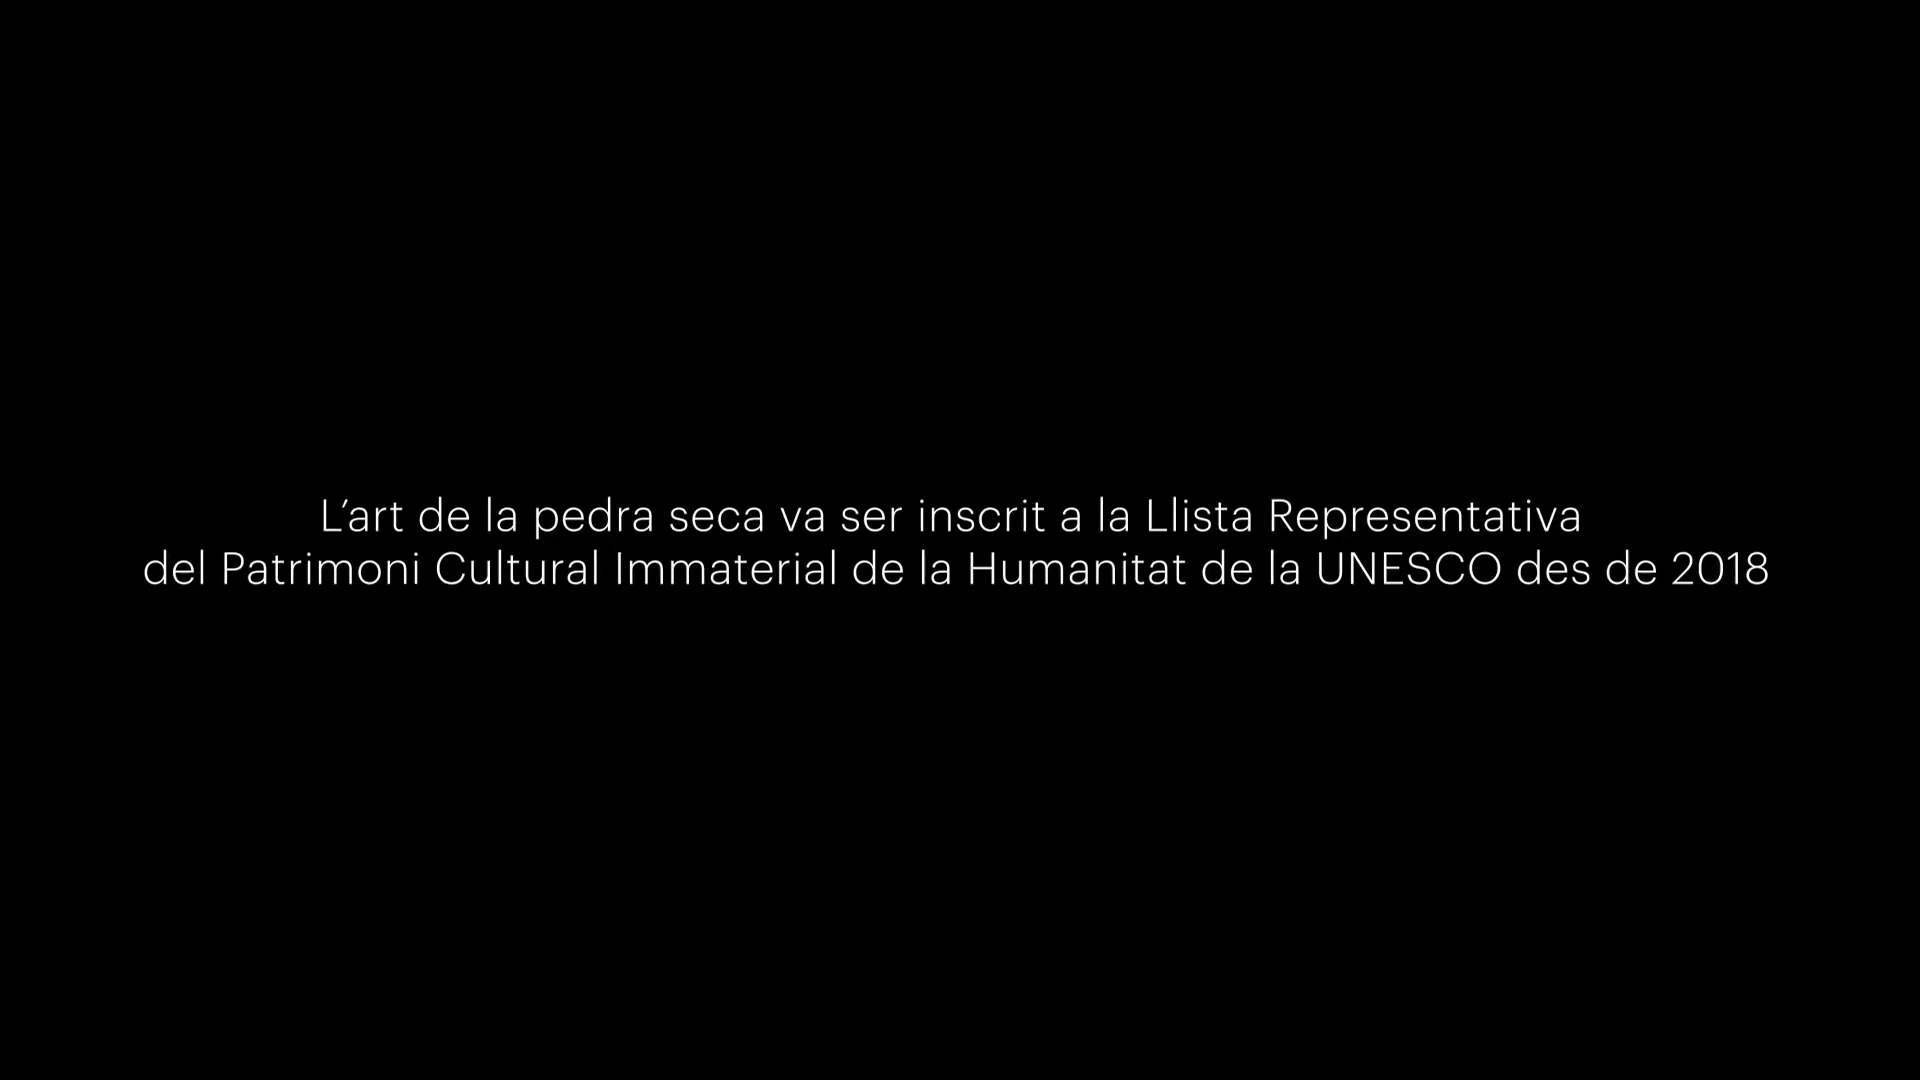 L’art de la pedra seca va ser inscrit a la Llista Representativa
del Patrimoni Cultural Immaterial de la Humanitat de la UNESCO des de 2018